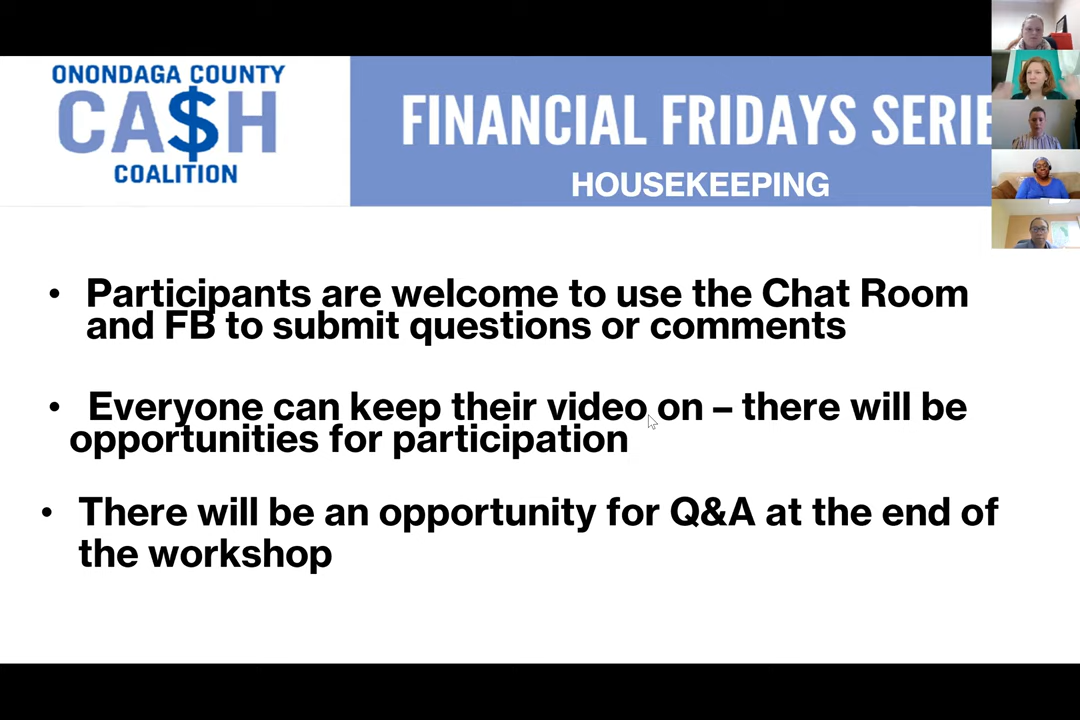 ONONDAGA COUNTY
CA$H
COALITION
FINANCIAL FRIDAYS SERIE
HOUSEKEEPING
• Participants are welcome to use the Chat Room
and FB to submit questions or comments
• Everyone can keep their video on – there will be
opportunities for participation
• There will be an opportunity for Q&A at the end of
the workshop